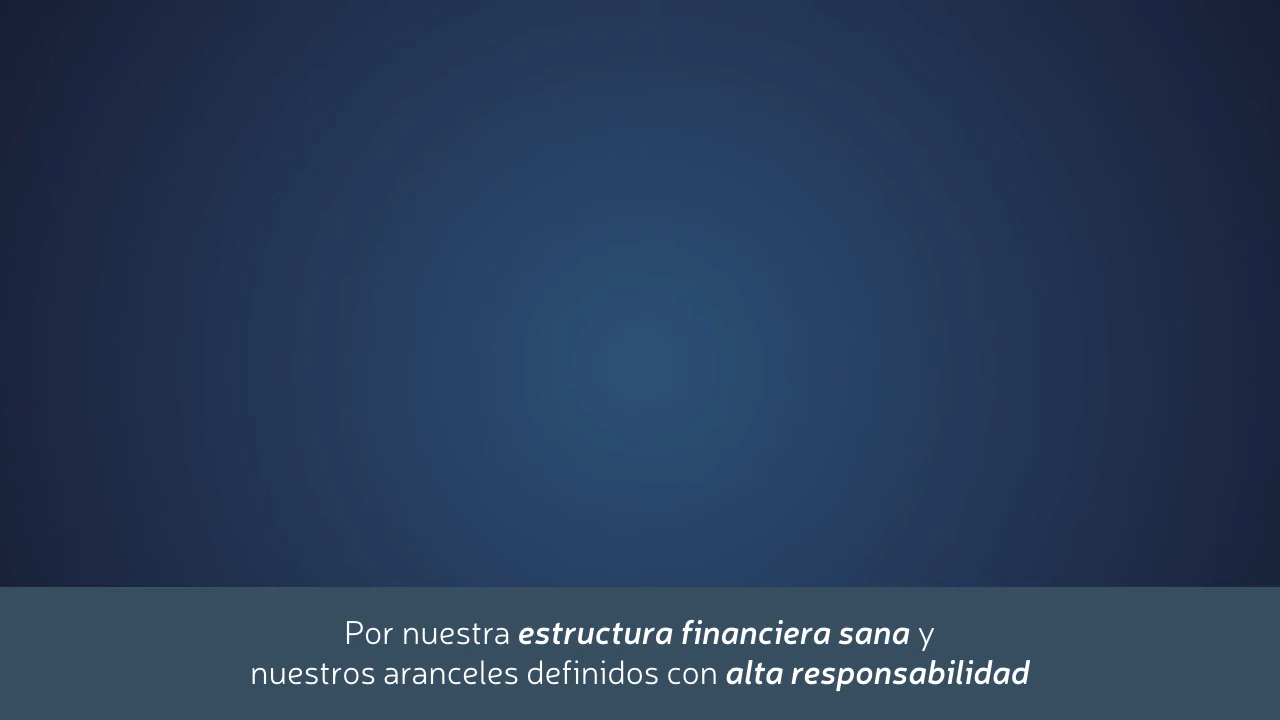 Por nuestra estructura financiera sana y
nuestros aranceles definidos con alta responsabilidad